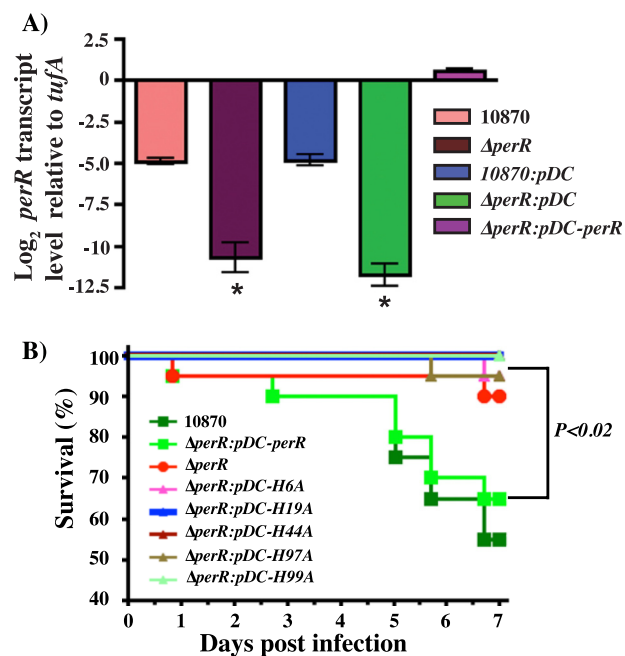 A)
Log2 perR transcript
level relative to tufA
2.5
0
-2.5
-5.0
-7.5
-10
-12.5
*
*
10870
ΔperR
10870:pDC
ΔperR:pDC
ΔperR:pDC-perR
B)
Survival (%)
100
90
80
70
60
50
40
10870
ΔperR:pDC-perR
ΔperR
ΔperR:pDC-H6A
ΔperR:pDC-H19A
ΔperR:pDC-H44A
ΔperR:pDC-H97A
ΔperR:pDC-H99A
P<0.02
0 1 2 3 4 5 6 7
Days post infection